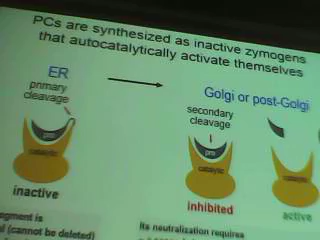 PCs are synthesized as inactive zymogens
that autocatalytically activate themselves
ER
primary
cleavage
pro
catalytic
inactive
Golgi or post-Golgi
secondary
cleavage
pro
catalytic
inhibited
catalytic
active
(cannot be deleted)
Its neutralization requires